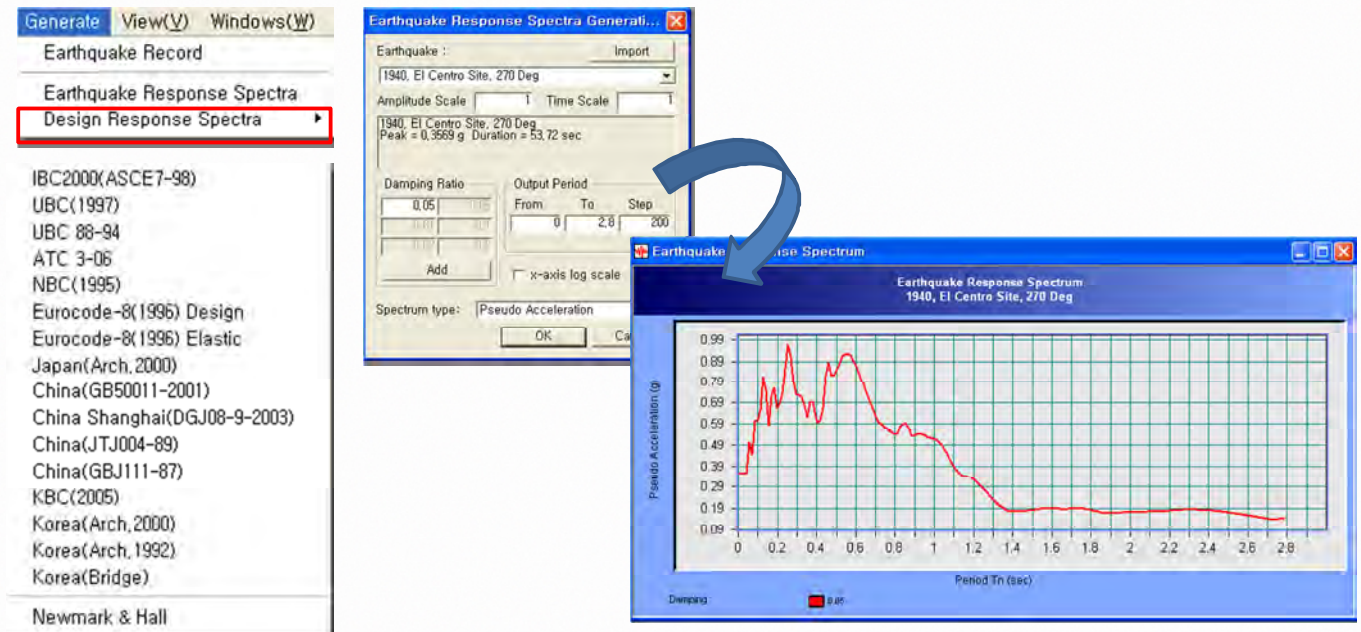 Generate View(V) Windows(W)
Earthquake Record
Earthquake Response Spectra
Design Response Spectra
IBC2000(ASCE7-98)
UBC(1997)
UBC 88-94
ATC 3-06
NBC(1995)
Eurocode-8(1996) Design
Eurocode-8(1996) Elastic
Japan(Arch,2000)
China(GB50011-2001)
China Shanghai(DGJ08-9-2003)
China(JTJ004-89)
China(GBJ111-87)
KBC(2005)
Korea(Arch,2000)
Korea(Arch,1992)
Korea(Bridge)
Newmark & Hall
Earthquake Response Spectra Generati...
Earthquake : Import
1940, El Centro Site, 270 Deg
Amplitude Scale 1 Time Scale 1
1940, El Centro Site, 270 Deg
Peak = 0,3569 g Duration = 53,72 sec
Damping Ratio Output Period
0,05 From To Step
0 2,8 200
Add x-axis log scale
Spectrum type: Pseudo Acceleration
OK
Earthquake Spectrum
Earthquake Response Spectrum
1940, El Centro Site, 270 Deg
Pseudo Acceleration (g)
0.99
0.89
0.79
0.69
0.59
0.49
0.39
0.29
0.19
0.09
0 0.2 0.4 0.6 0.8 1 1.2 1.4 1.6 1.8 2 2.2 2.4 2.6 2.8
Period Tn (sec)
Damping 0.05